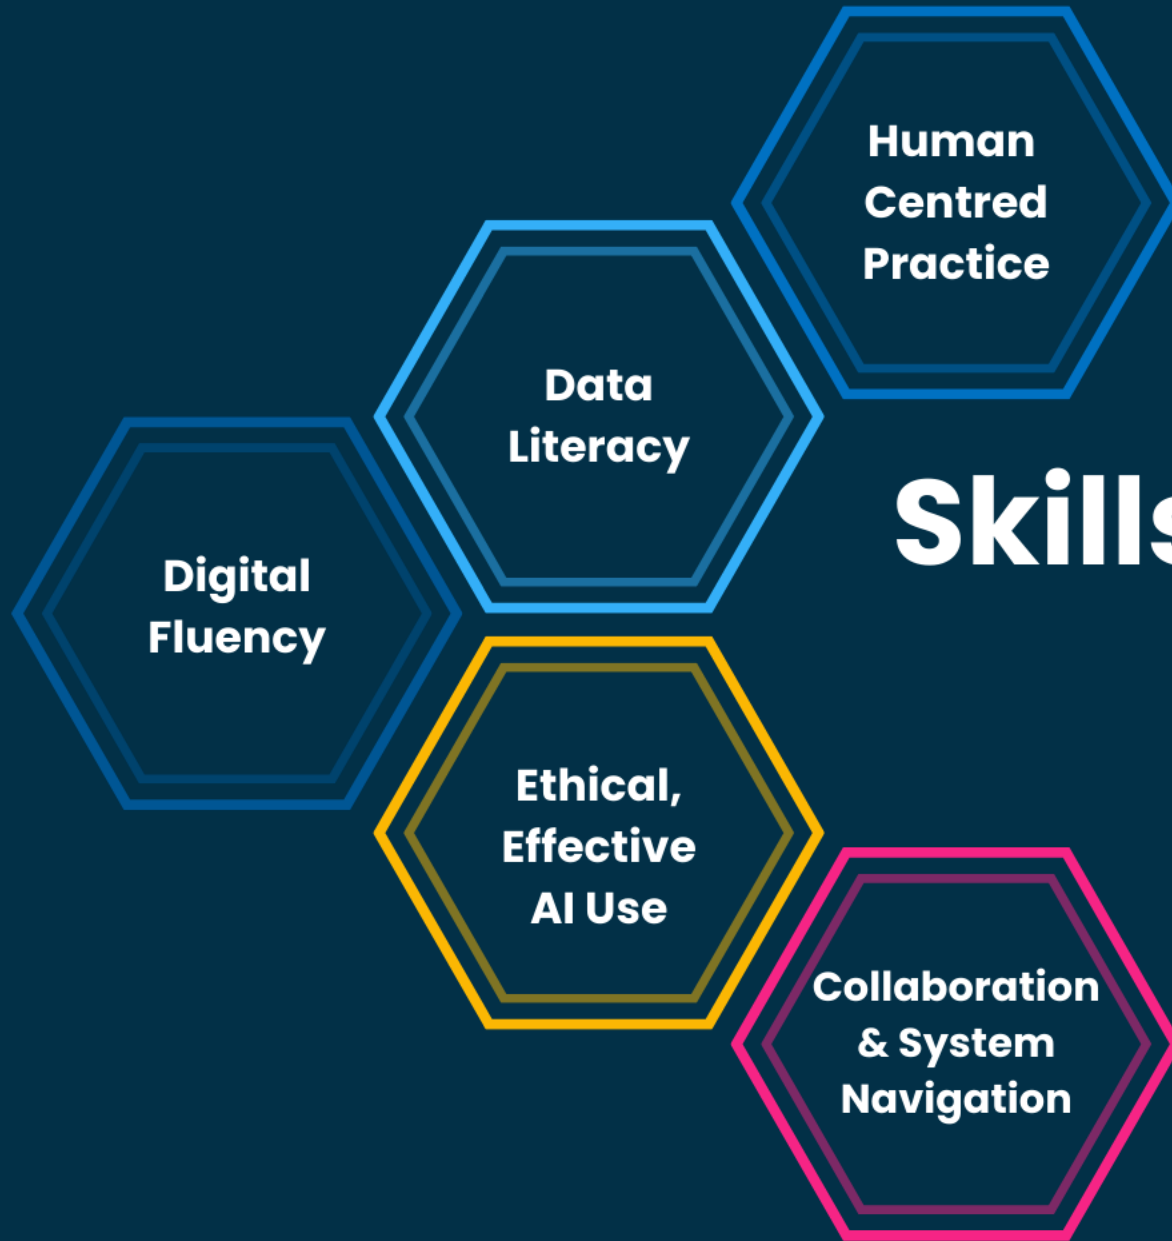 Human
Centred
Practice
Data
Literacy
Skills
Digital
Fluency
Ethical,
Effective
AI Use
Collaboration
& System
Navigation